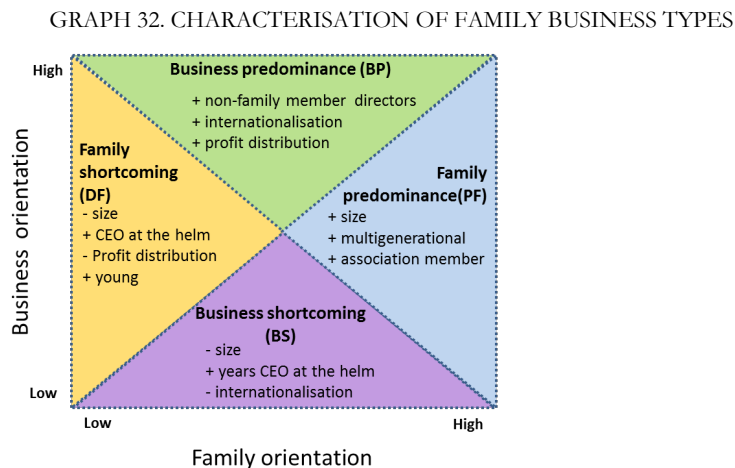 GRAPH 32. CHARACTERISATION OF FAMILY BUSINESS TYPES
High
Business orientation
Low
Business predominance (BP)
+ non-family member directors
+ internationalisation
+ profit distribution
Family
shortcoming
(DF)
- size
+ CEO at the helm
- Profit distribution
+ young
Family
predominance(PF)
+ size
+ multigenerational
+ association member
Business shortcoming
(BS)
- size
+ years CEO at the helm
- internationalisation
Low
High
Family orientation